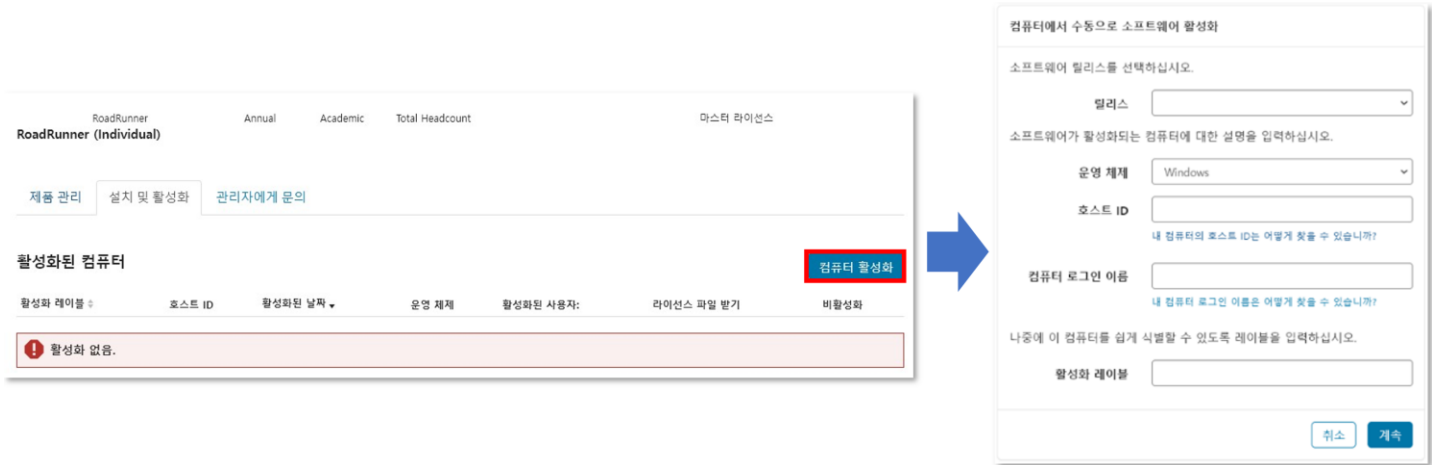 RoadRunner Annual Academic Total Headcount 마스터 라이선스
RoadRunner (Individual)
제품 관리 설치 및 활성화 관리자에게 문의
활성화된 컴퓨터 컴퓨터 활성화
활성화 레이블 호스트 ID 활성화된 날짜 운영 체제 활성화된 사용자: 라이선스 파일 받기 비활성화
활성화 없음.
컴퓨터에서 수동으로 소프트웨어 활성화
소프트웨어 릴리스를 선택하십시오.
릴리스
소프트웨어가 활성화되는 컴퓨터에 대한 설명을 입력하십시오.
운영 체제 Windows
호스트 ID
내 컴퓨터의 호스트 ID는 어떻게 찾을 수 있습니까?
컴퓨터 로그인 이름
내 컴퓨터 로그인 이름은 어떻게 찾을 수 있습니까?
나중에 이 컴퓨터를 쉽게 식별할 수 있도록 레이블을 입력하십시오.
활성화 레이블
취소 계속